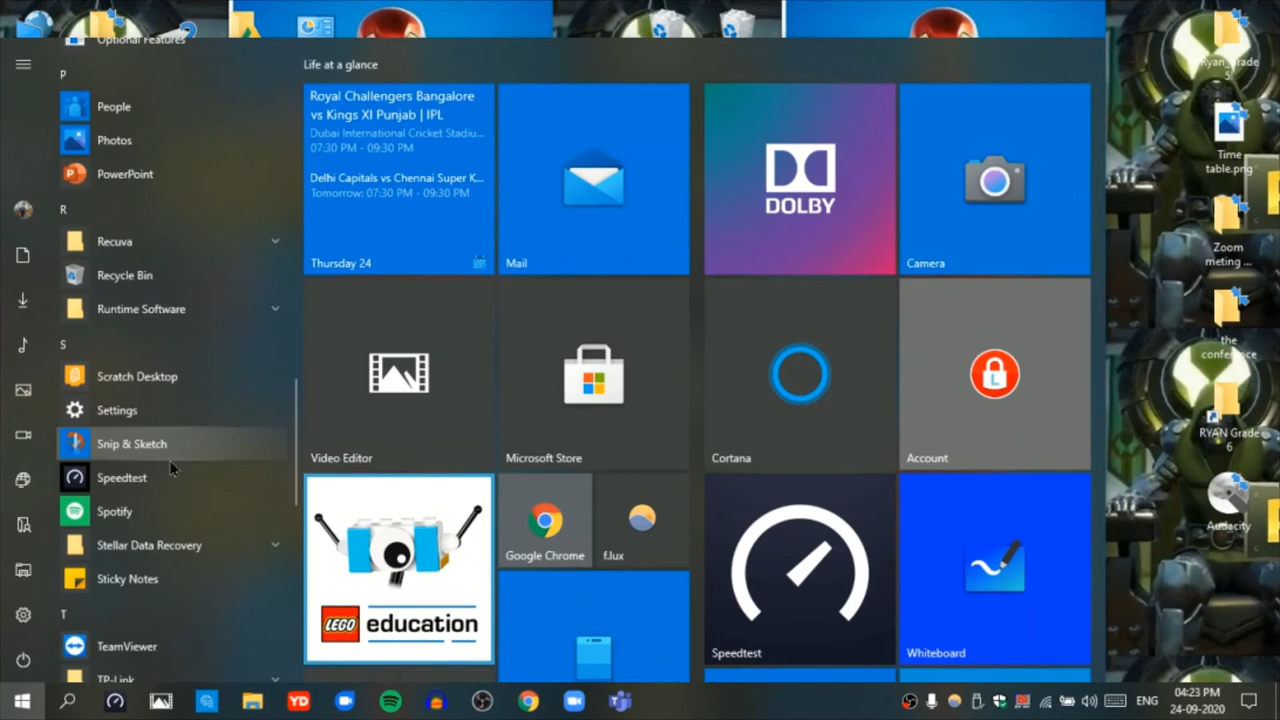 Optional Features
P
People
Photos
PowerPoint
R
Recuva
Recycle Bin
Runtime Software
S
Scratch Desktop
Settings
Snip & Sketch
Speedtest
Spotify
Stellar Data Recovery
Sticky Notes
T
TeamViewer
TP-Link
Life at a glance
Royal Challengers Bangalore
vs Kings XI Punjab | IPL
Dubai International Cricket Stadiu...
07:30 PM - 09:30 PM
Delhi Capitals vs Chennai Super K...
Tomorrow: 07:30 PM - 09:30 PM
Thursday 24
Mail
DOLBY
Camera
Video Editor
Microsoft Store
Cortana
L
Account
LEGO education
Google Chrome
f.lux
Speedtest
Whiteboard
Ryan_Grade
5
Time
table.png
Zoom
meting ...
the
conference
RYAN Grade
6
Audacity
YD
ENG
04:23 PM
24-09-2020